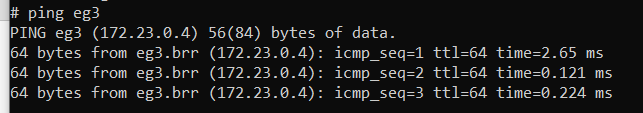 # ping eg3
PING eg3 (172.23.0.4) 56(84) bytes of data.
64 bytes from eg3.brr (172.23.0.4): icmp_seq=1 ttl=64 time=2.65 ms
64 bytes from eg3.brr (172.23.0.4): icmp_seq=2 ttl=64 time=0.121 ms
64 bytes from eg3.brr (172.23.0.4): icmp_seq=3 ttl=64 time=0.224 ms